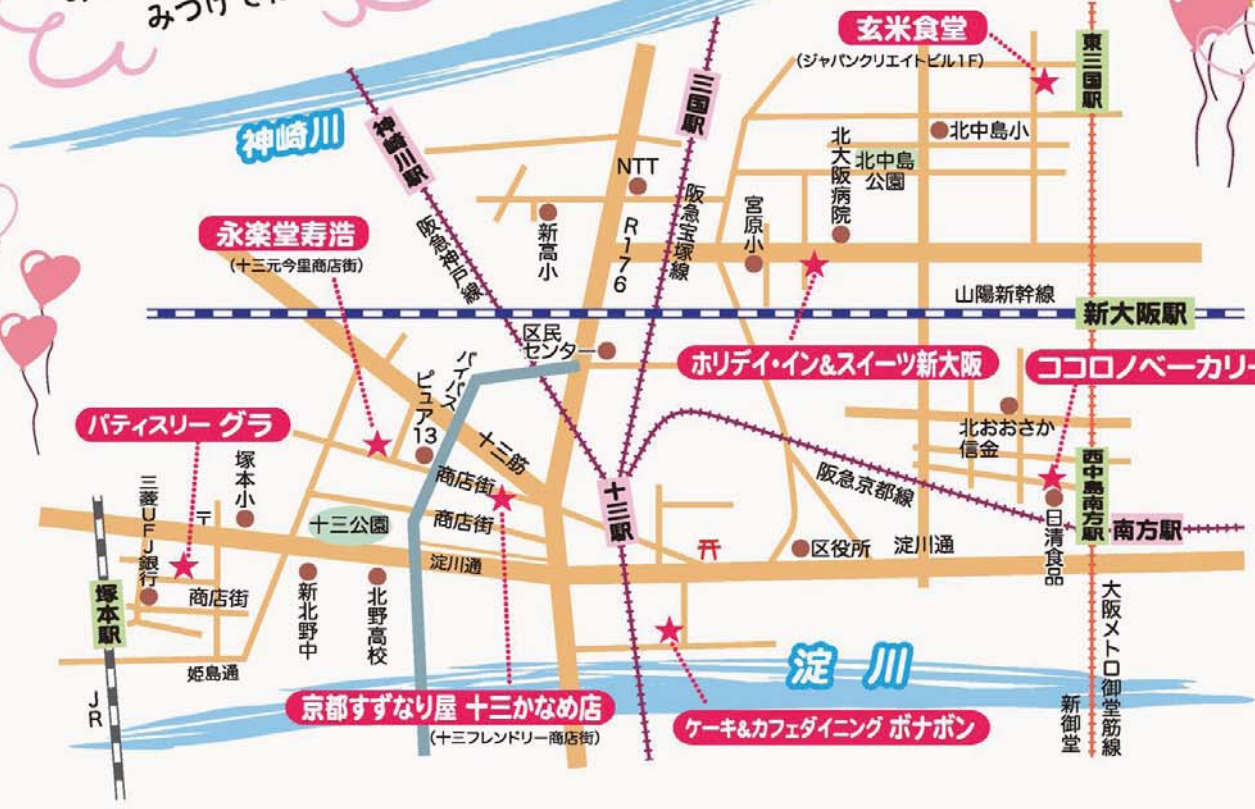 みつけてね
玄米食堂
(ジャパンクリエイトビル1F)
東三国駅
三国駅
神崎川
神崎川駅
北中島小
北大阪病院
北中島
公園
NTT
阪急宝塚線
宮原小
R176
新高小
阪急神戸線
永楽堂寿浩
(十三元今里商店街)
山陽新幹線
新大阪駅
区民
センター
ホリデイ・イン&スイーツ新大阪
ココロノベーカリー
バイパス
ピュア13
十三筋
パティスリー グラ
塚本小
三菱UFJ銀行
〒
北おおさか
信金
西中島南方駅
阪急京都線
商店街
商店街
十三駅
十三公園
淀川通
区役所
淀川通
南方駅
日清食品
塚本駅
商店街
新北野中
北野高校
姫島通
JR
淀川
大阪メトロ御堂筋線
新御堂
京都すずなり屋 十三かなめ店
(十三フレンドリー商店街)
ケーキ&カフェダイニング ボナボン